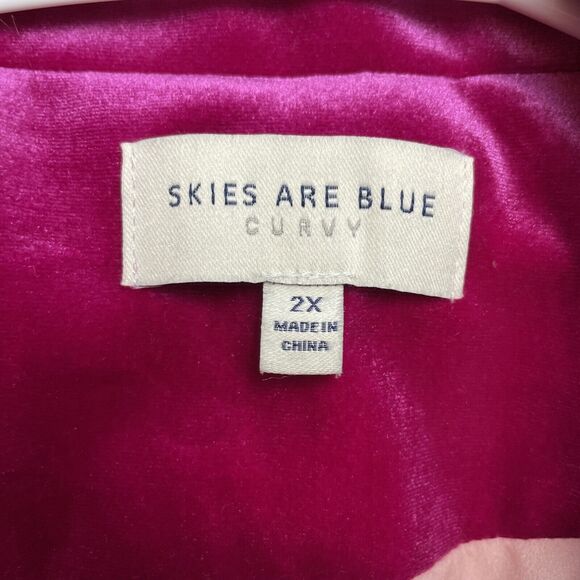 SKIES ARE BLUE
CURVY
2X
MADE IN
CHINA